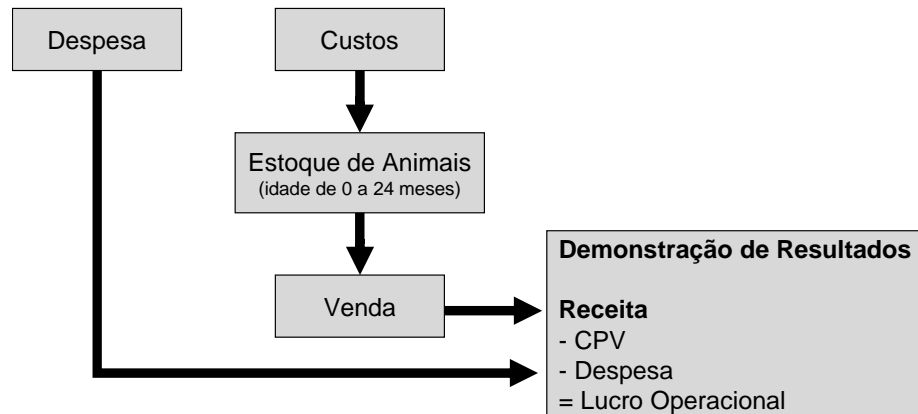 Despesa
Custos
Estoque de Animais
(idade de 0 a 24 meses)
Venda
Demonstração de Resultados
Receita
- CPV
- Despesa
= Lucro Operacional